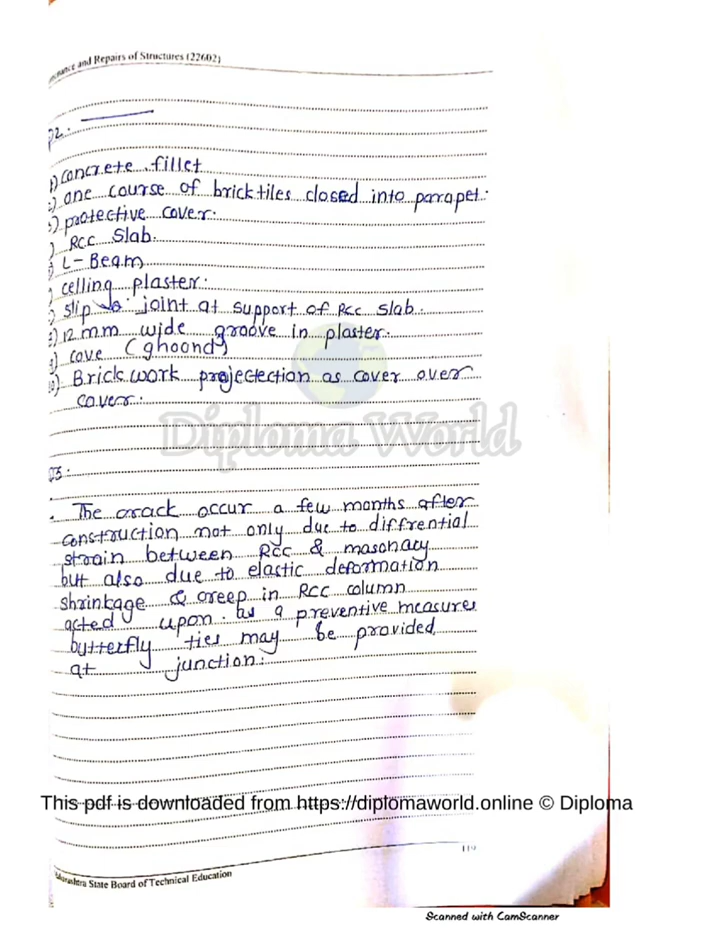 and Repairs of Structures (22602)
Q2.
1) concrete fillet
2) one course of brick tiles closed into parapet.
) protective cover.
) RCC Slab.
) L-Beam
) celling plaster.
) slip joint at support of RCC slab.
) 12 mm wide groove in plaster.
) cove (ghoond)
10) Brick work projectection as cover over
cover.
Diploma World
Q3:
. The crack occur a few months after
construction not only due to diffrential
strain between RCC & masonary
but also due to elastic deformation
shrinkage & creep in RCC column
acted upon. as a preventive measures
butterfly ties may be provided
at junction.
This pdf is downloaded from https://diplomaworld.online © Diploma
119
State Board of Technical Education
Scanned with CamScanner